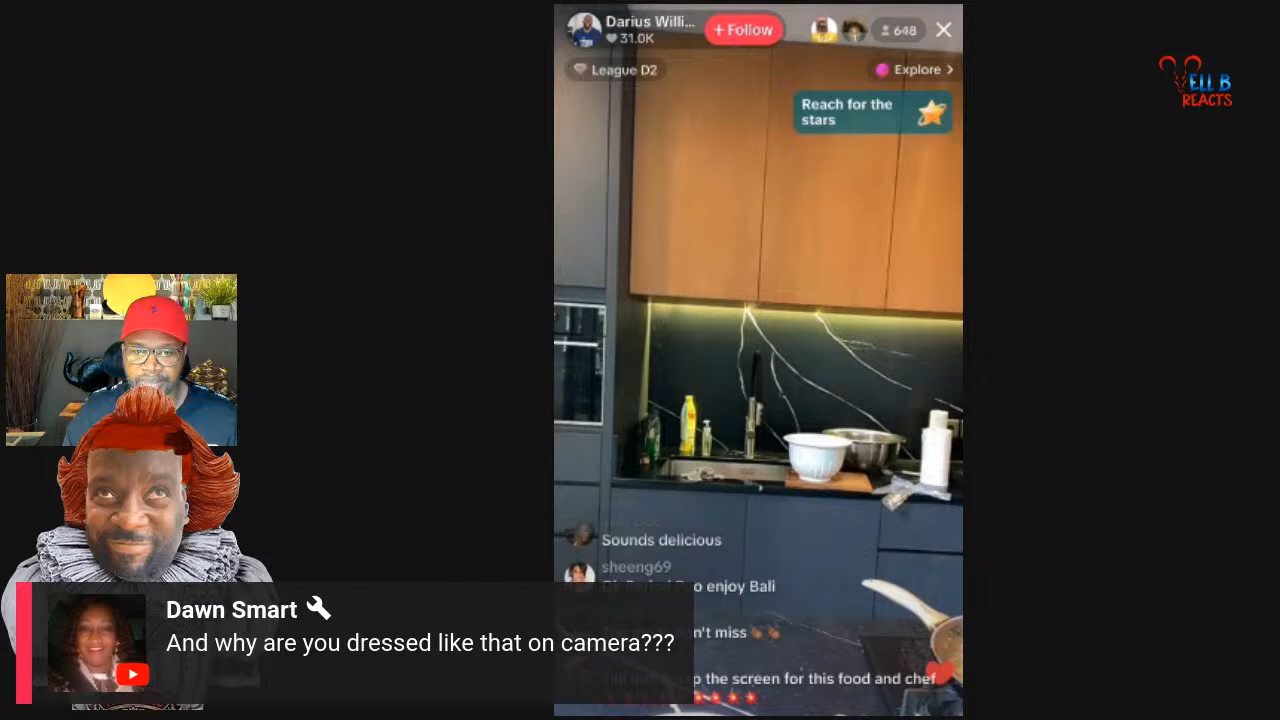 Darius Willi...
31.0K
+ Follow
648
League D2
Explore >
Reach for the
stars
ELL B
REACTS
Sounds delicious
sheeng69
enjoy Bali
n't miss
the screen for this food and chef
Dawn Smart
And why are you dressed like that on camera???